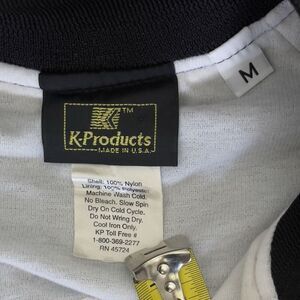 K
™
K-Products
MADE IN U.S.A.
M
Shell: 100% Nylon
Lining: 100% Polyester
Machine Wash Cold.
No Bleach. Slow Spin
Dry On Cold Cycle.
Do Not Wring Dry.
Cool Iron Only.
KP Toll Free #
1-800-369-2277
RN 45724